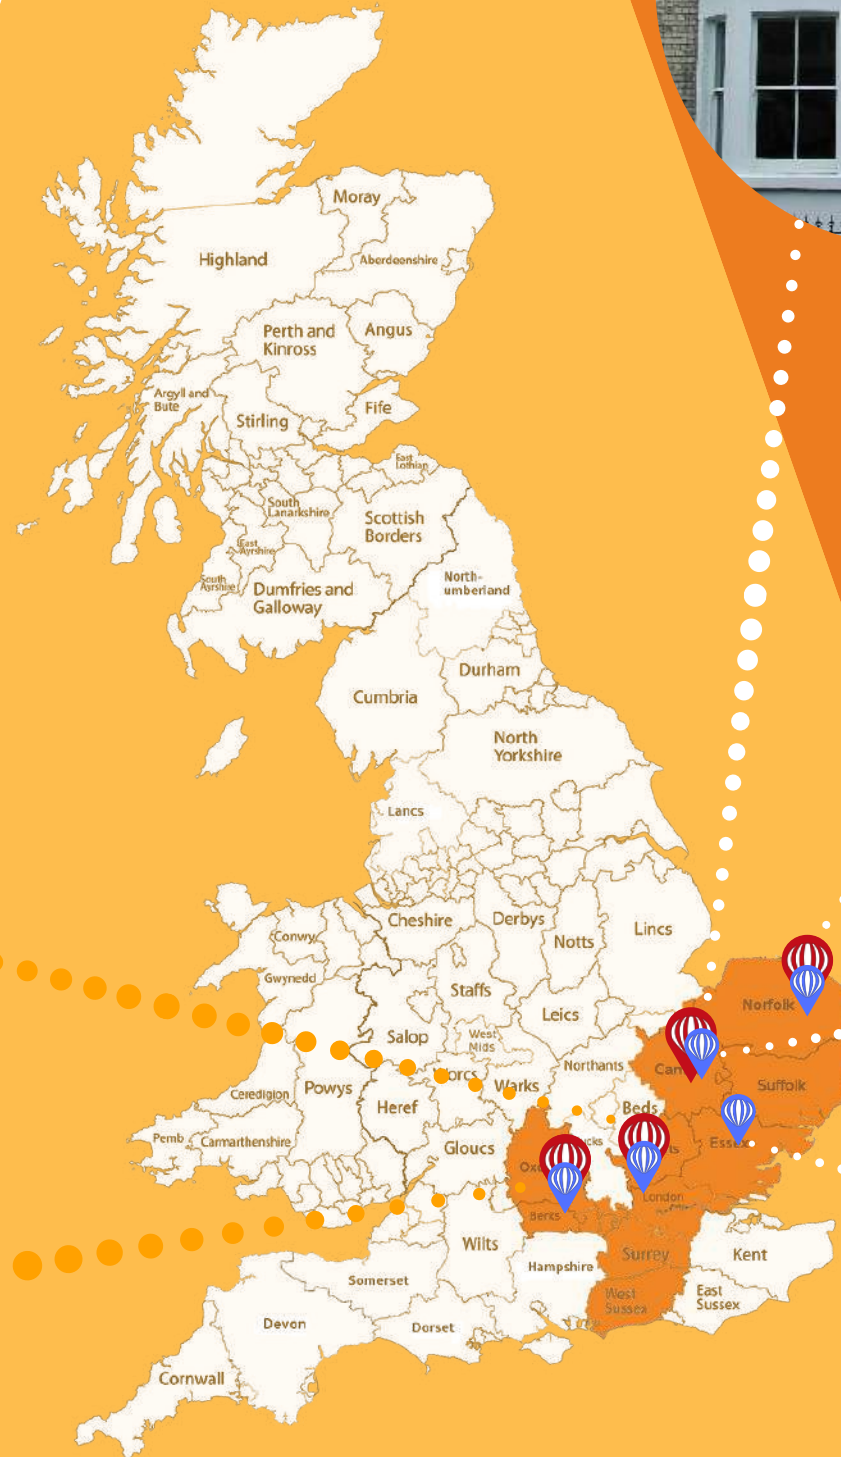 Moray
Highland
Aberdeenshire
Perth and
Kinross
Angus
Argyll and
Bute
Fife
Stirling
East
Lothian
South
Lanarkshire
Scottish
Borders
East
Ayrshire
South
Ayrshire
Dumfries and
Galloway
North-
umberland
Durham
Cumbria
North
Yorkshire
Lancs
Cheshire
Derbys
Lincs
Conwy
Notts
Gwynedd
Staffs
Norfolk
Leics
Salop
West
Mids
Northants
Powys
Warks
Suffolk
Ceredigion
Heref
Beds
Pemb
Carmarthenshire
Gloucs
Essex
London
Berks
Wilts
Surrey
Kent
Hampshire
Somerset
West
Sussex
East
Sussex
Devon
Dorset
Cornwall